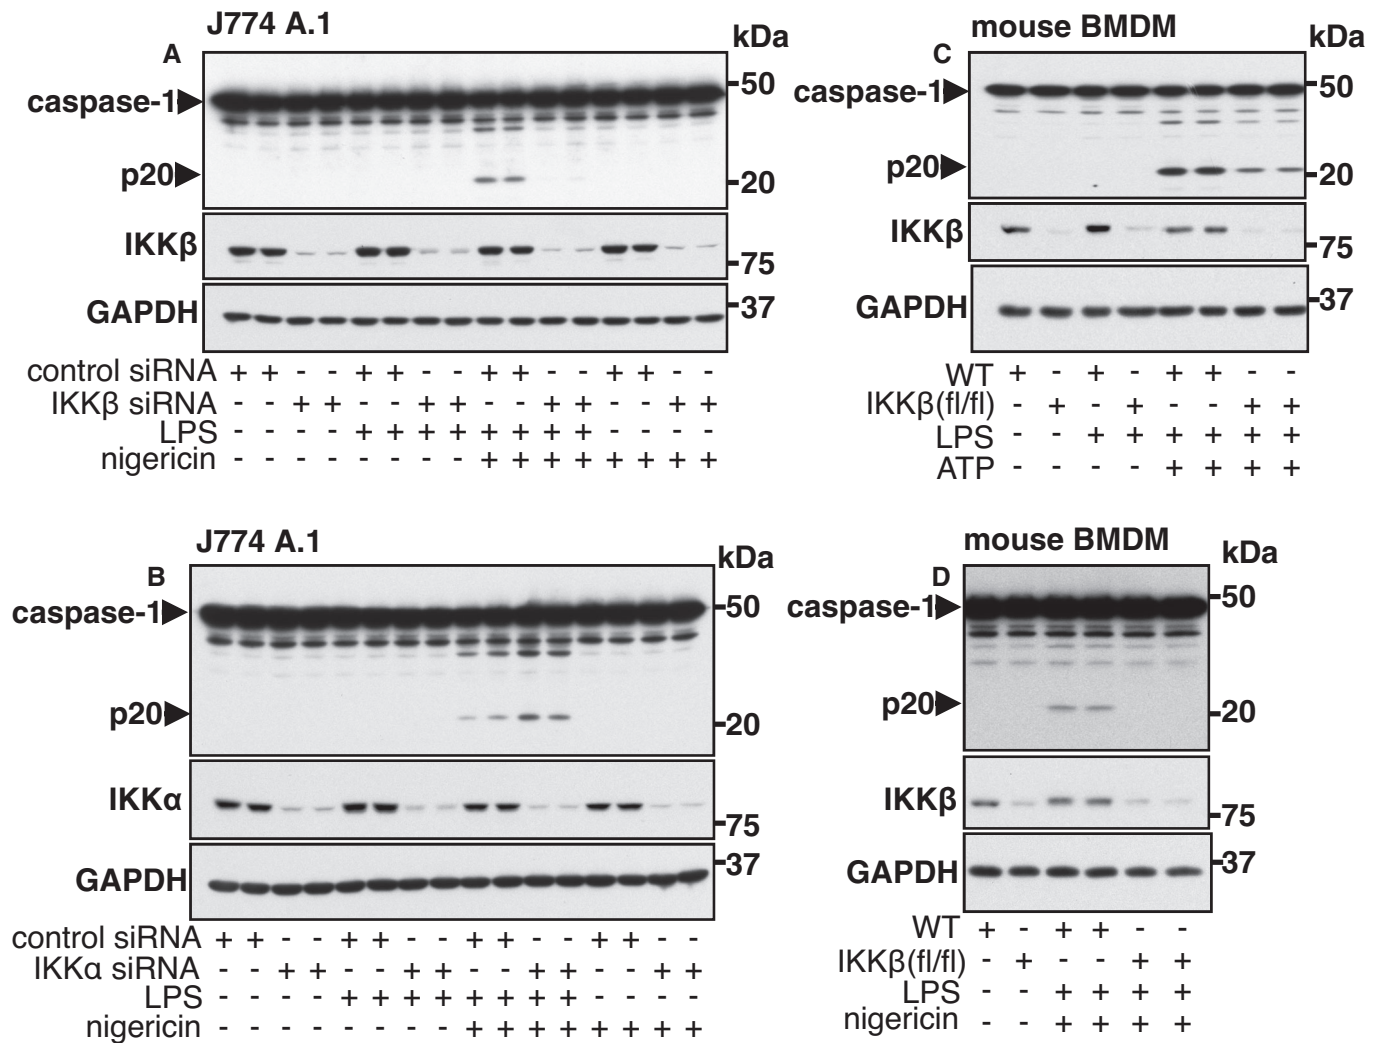 J774 A.1
kDa
A
caspase-1
50
p20
20
IKKβ
75
GAPDH
37
control siRNA + + - - + + - - + + - - + + - -
IKKβ siRNA - - + + - - + + - - + + - - + +
LPS - - - - + + + + + + + + - - - -
nigericin - - - - - - - - + + + + + + + +
mouse BMDM
kDa
C
caspase-1
50
p20
20
IKKβ
75
GAPDH
37
WT + - + - + + - -
IKKβ(fl/fl) - + - + - - + +
LPS - - + + + + + +
ATP - - - - + + + +
J774 A.1
kDa
B
caspase-1
50
p20
20
IKKα
75
GAPDH
37
control siRNA + + - - + + - - + + - - + + - -
IKKα siRNA - - + + - - + + - - + + - - + +
LPS - - - - + + + + + + + + - - - -
nigericin - - - - - - - - + + + + + + + +
mouse BMDM
kDa
D
caspase-1
50
p20
20
IKKβ
75
GAPDH
37
WT + - + + - -
IKKβ(fl/fl) - + - - + +
LPS - - + + + +
nigericin - - + + + +